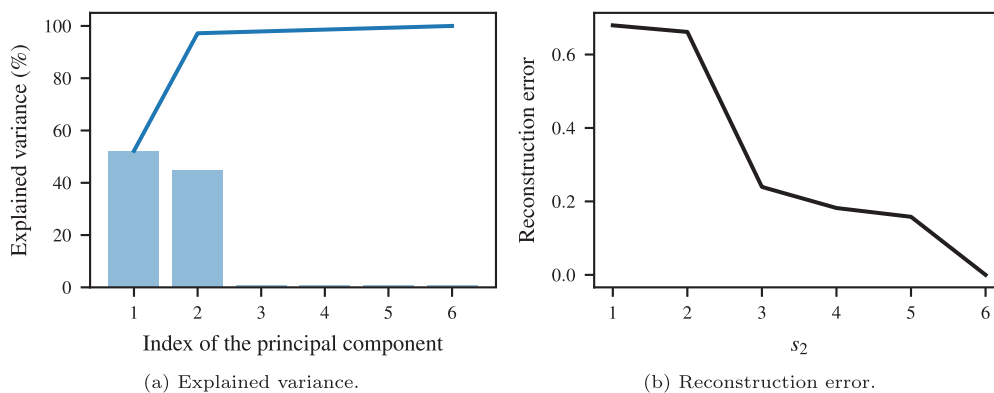 Explained variance (%)
100
80
60
40
20
0
1 2 3 4 5 6
Index of the principal component
(a) Explained variance.
Reconstruction error
0.6
0.4
0.2
0.0
1 2 3 4 5 6
s₂
(b) Reconstruction error.